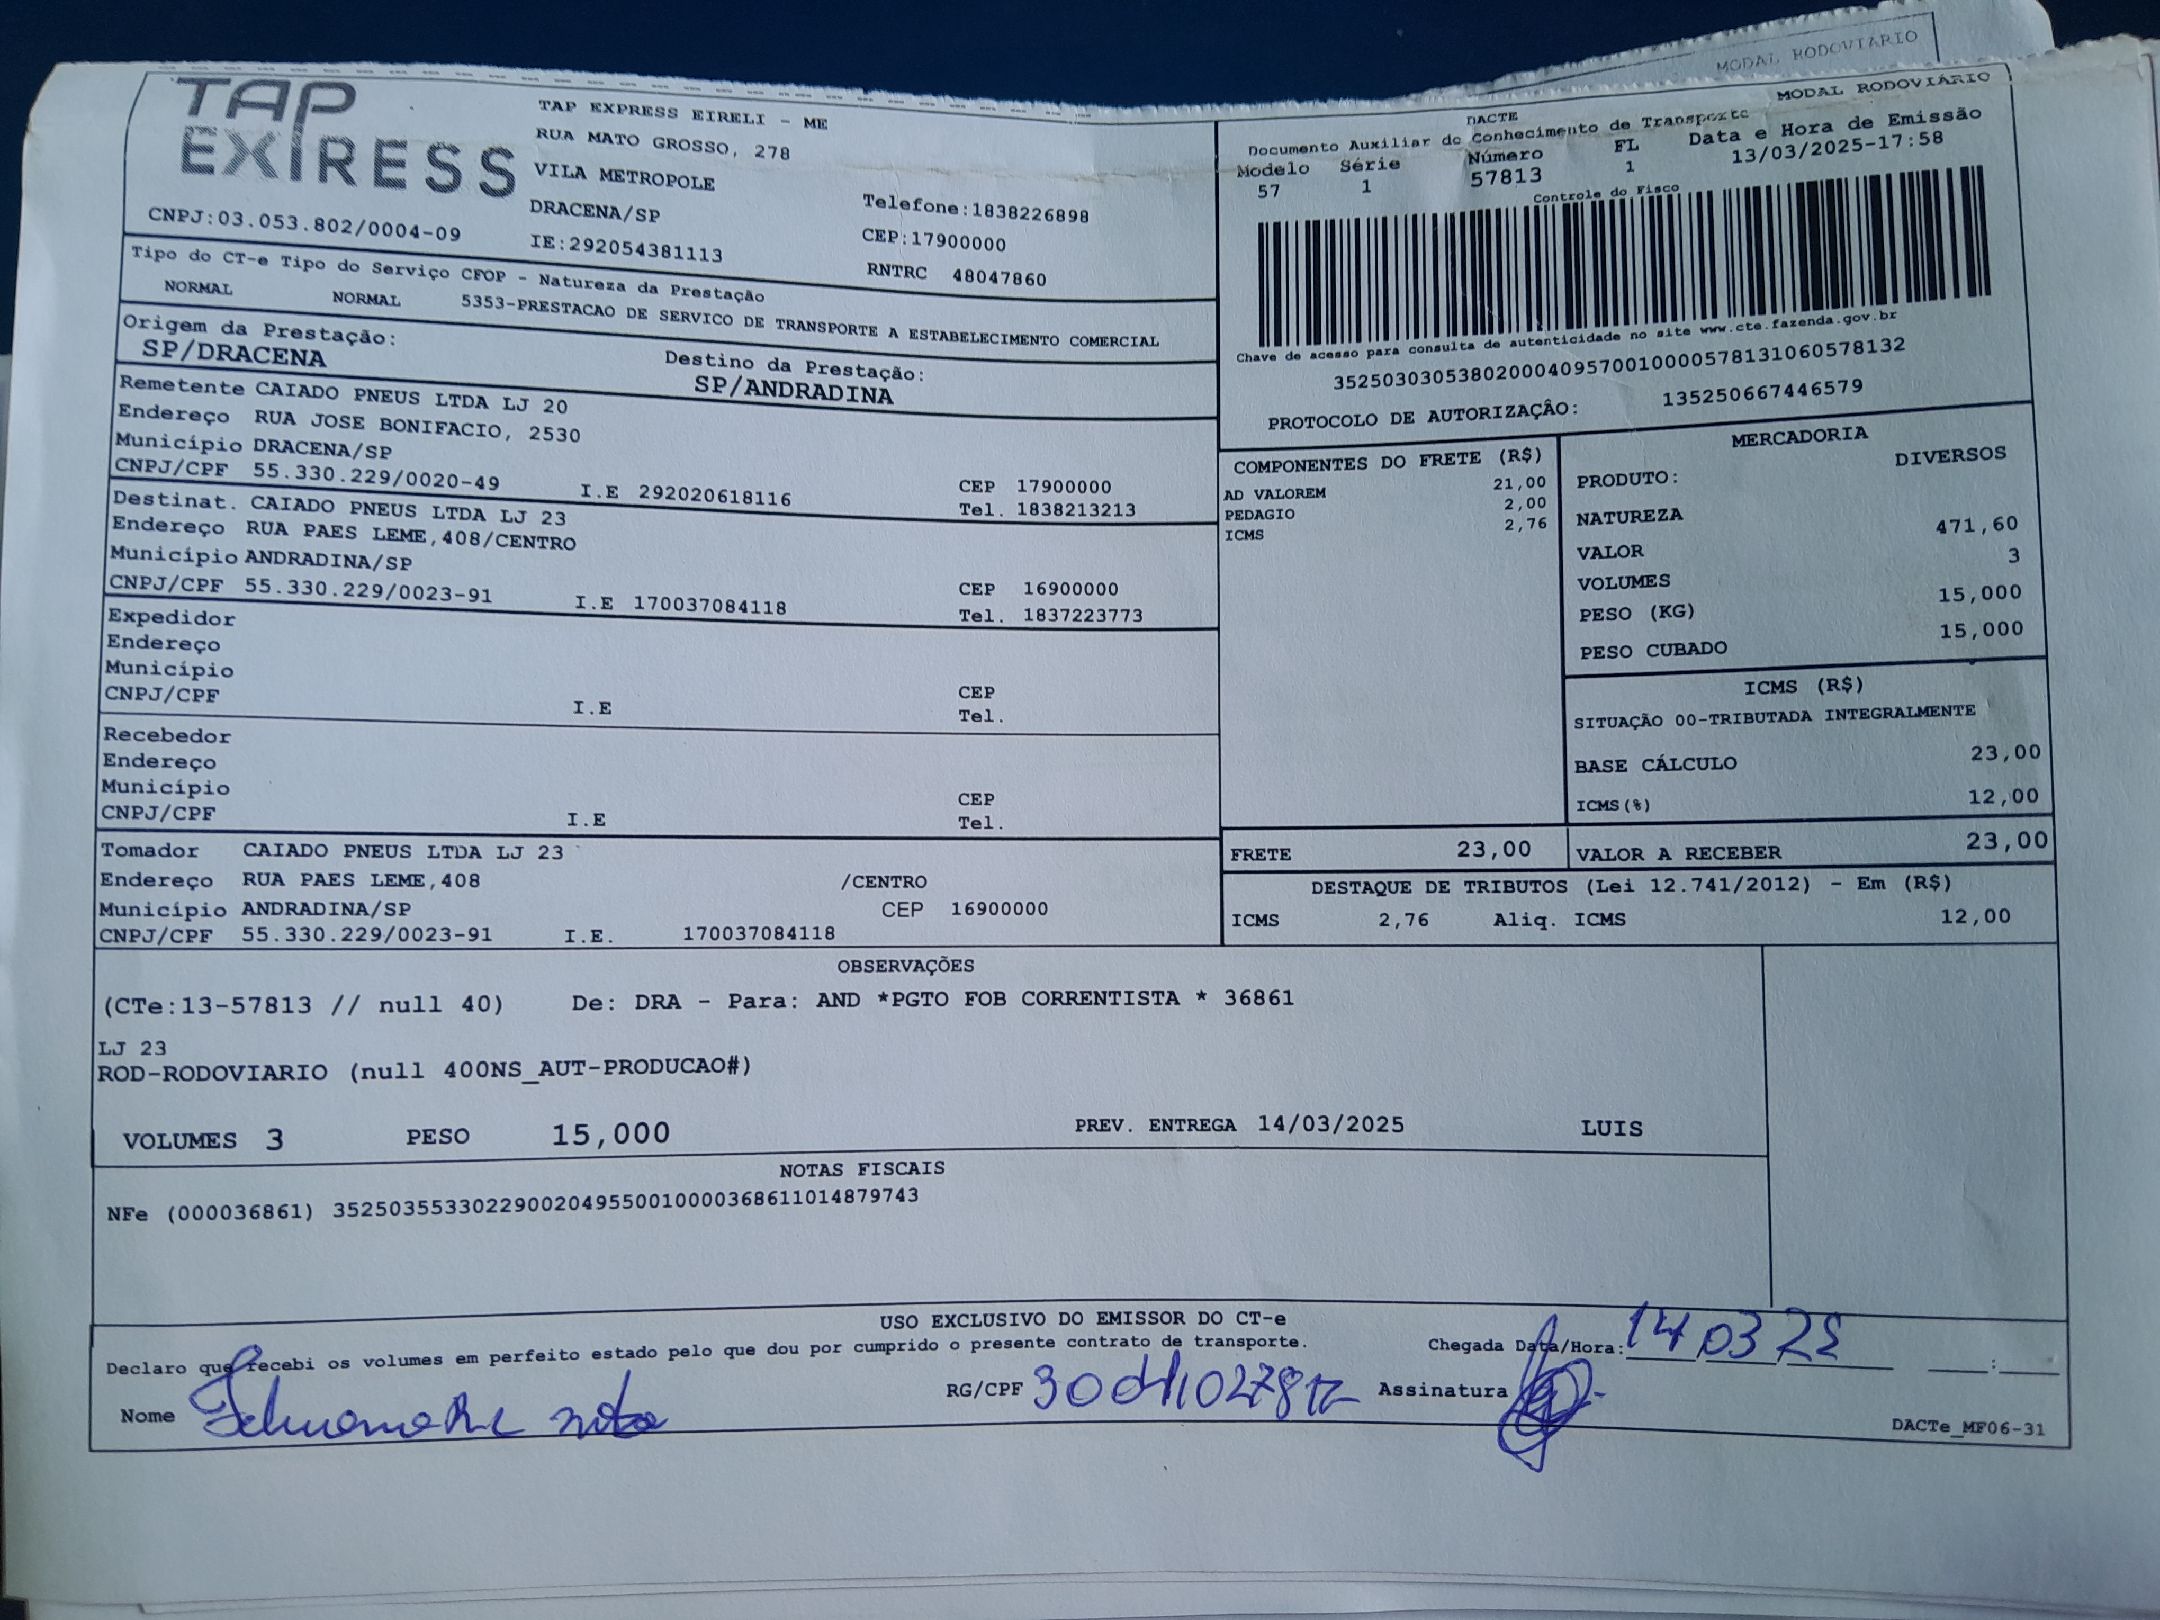 MODAL RODOVIARIO
TAP
EXIRESS
CNPJ:03.053.802/0004-09
TAP EXPRESS EIRELI - ME
RUA MATO GROSSO, 278
VILA METROPOLE
DRACENA/SP
IE:292054381113
Telefone:1838226898
CEP:17900000
RNTRC 48047860
MODAL RODOVIÁRIO
DACTE
Documento Auxiliar do Conhecimento de Transporte
Modelo Série Número FL Data e Hora de Emissão
57 1 57813 1 13/03/2025-17:58
Controle do Fisco
Chave de acesso para consulta de autenticidade no site www.cte.fazenda.gov.br
35250303053802000409570010000578131060578132
PROTOCOLO DE AUTORIZAÇÂO: 135250667446579
Tipo do CT-e Tipo do Serviço CFOP - Natureza da Prestação
NORMAL NORMAL 5353-PRESTACAO DE SERVICO DE TRANSPORTE A ESTABELECIMENTO COMERCIAL
Origem da Prestação: Destino da Prestação:
SP/DRACENA SP/ANDRADINA
Remetente CAIADO PNEUS LTDA LJ 20
Endereço RUA JOSE BONIFACIO, 2530
Município DRACENA/SP CEP 17900000
CNPJ/CPF 55.330.229/0020-49 I.E 292020618116 Tel. 1838213213
Destinat. CAIADO PNEUS LTDA LJ 23
Endereço RUA PAES LEME,408/CENTRO
Município ANDRADINA/SP CEP 16900000
CNPJ/CPF 55.330.229/0023-91 I.E 170037084118 Tel. 1837223773
Expedidor
Endereço
Município CEP
CNPJ/CPF I.E Tel.
Recebedor
Endereço
Município CEP
CNPJ/CPF I.E Tel.
Tomador CAIADO PNEUS LTDA LJ 23
Endereço RUA PAES LEME,408 /CENTRO
Município ANDRADINA/SP CEP 16900000
CNPJ/CPF 55.330.229/0023-91 I.E. 170037084118
COMPONENTES DO FRETE (R$)
AD VALOREM 21,00
PEDAGIO 2,00
ICMS 2,76
MERCADORIA
PRODUTO: DIVERSOS
NATUREZA
VALOR 471,60
VOLUMES 3
PESO (KG) 15,000
PESO CUBADO 15,000
ICMS (R$)
SITUAÇÃO 00-TRIBUTADA INTEGRALMENTE
BASE CÁLCULO 23,00
ICMS(%) 12,00
FRETE 23,00 VALOR A RECEBER 23,00
DESTAQUE DE TRIBUTOS (Lei 12.741/2012) - Em (R$)
ICMS 2,76 Aliq. ICMS 12,00
OBSERVAÇÕES
(CTe:13-57813 // null 40) De: DRA - Para: AND *PGTO FOB CORRENTISTA * 36861
LJ 23
ROD-RODOVIARIO (null 400NS_AUT-PRODUCAO#)
VOLUMES 3 PESO 15,000 PREV. ENTREGA 14/03/2025 LUIS
NOTAS FISCAIS
NFe (000036861) 35250355330229002049550010000368611014879743
USO EXCLUSIVO DO EMISSOR DO CT-e
Declaro que recebi os volumes em perfeito estado pelo que dou por cumprido o presente contrato de transporte.
Chegada Data/Hora: 14 03 25 :
Nome RG/CPF Assinatura
DACTe_MF06-31